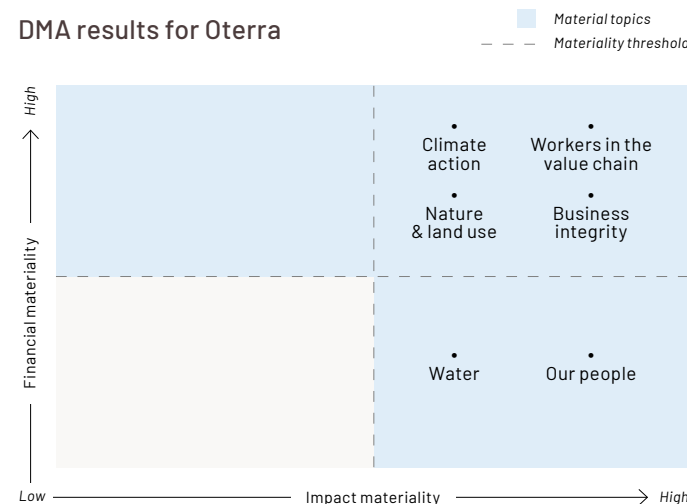 DMA results for Oterra
Material topics
Materiality threshold
High
Financial materiality
Climate
action
Workers in the
value chain
Nature
& land use
Business
integrity
Water
Our people
Low
Impact materiality
High